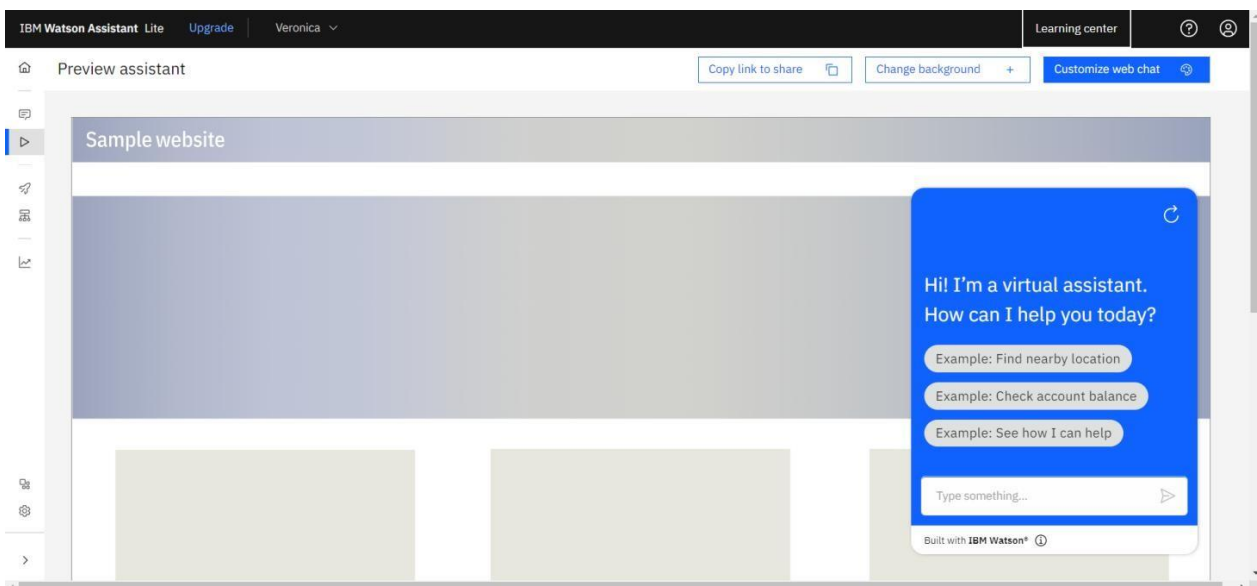 IBM Watson Assistant Lite Upgrade Veronica Learning center
Preview assistant Copy link to share Change background + Customize web chat
Sample website
Hi! I'm a virtual assistant.
How can I help you today?
Example: Find nearby location
Example: Check account balance
Example: See how I can help
Type something...
Built with IBM Watson®